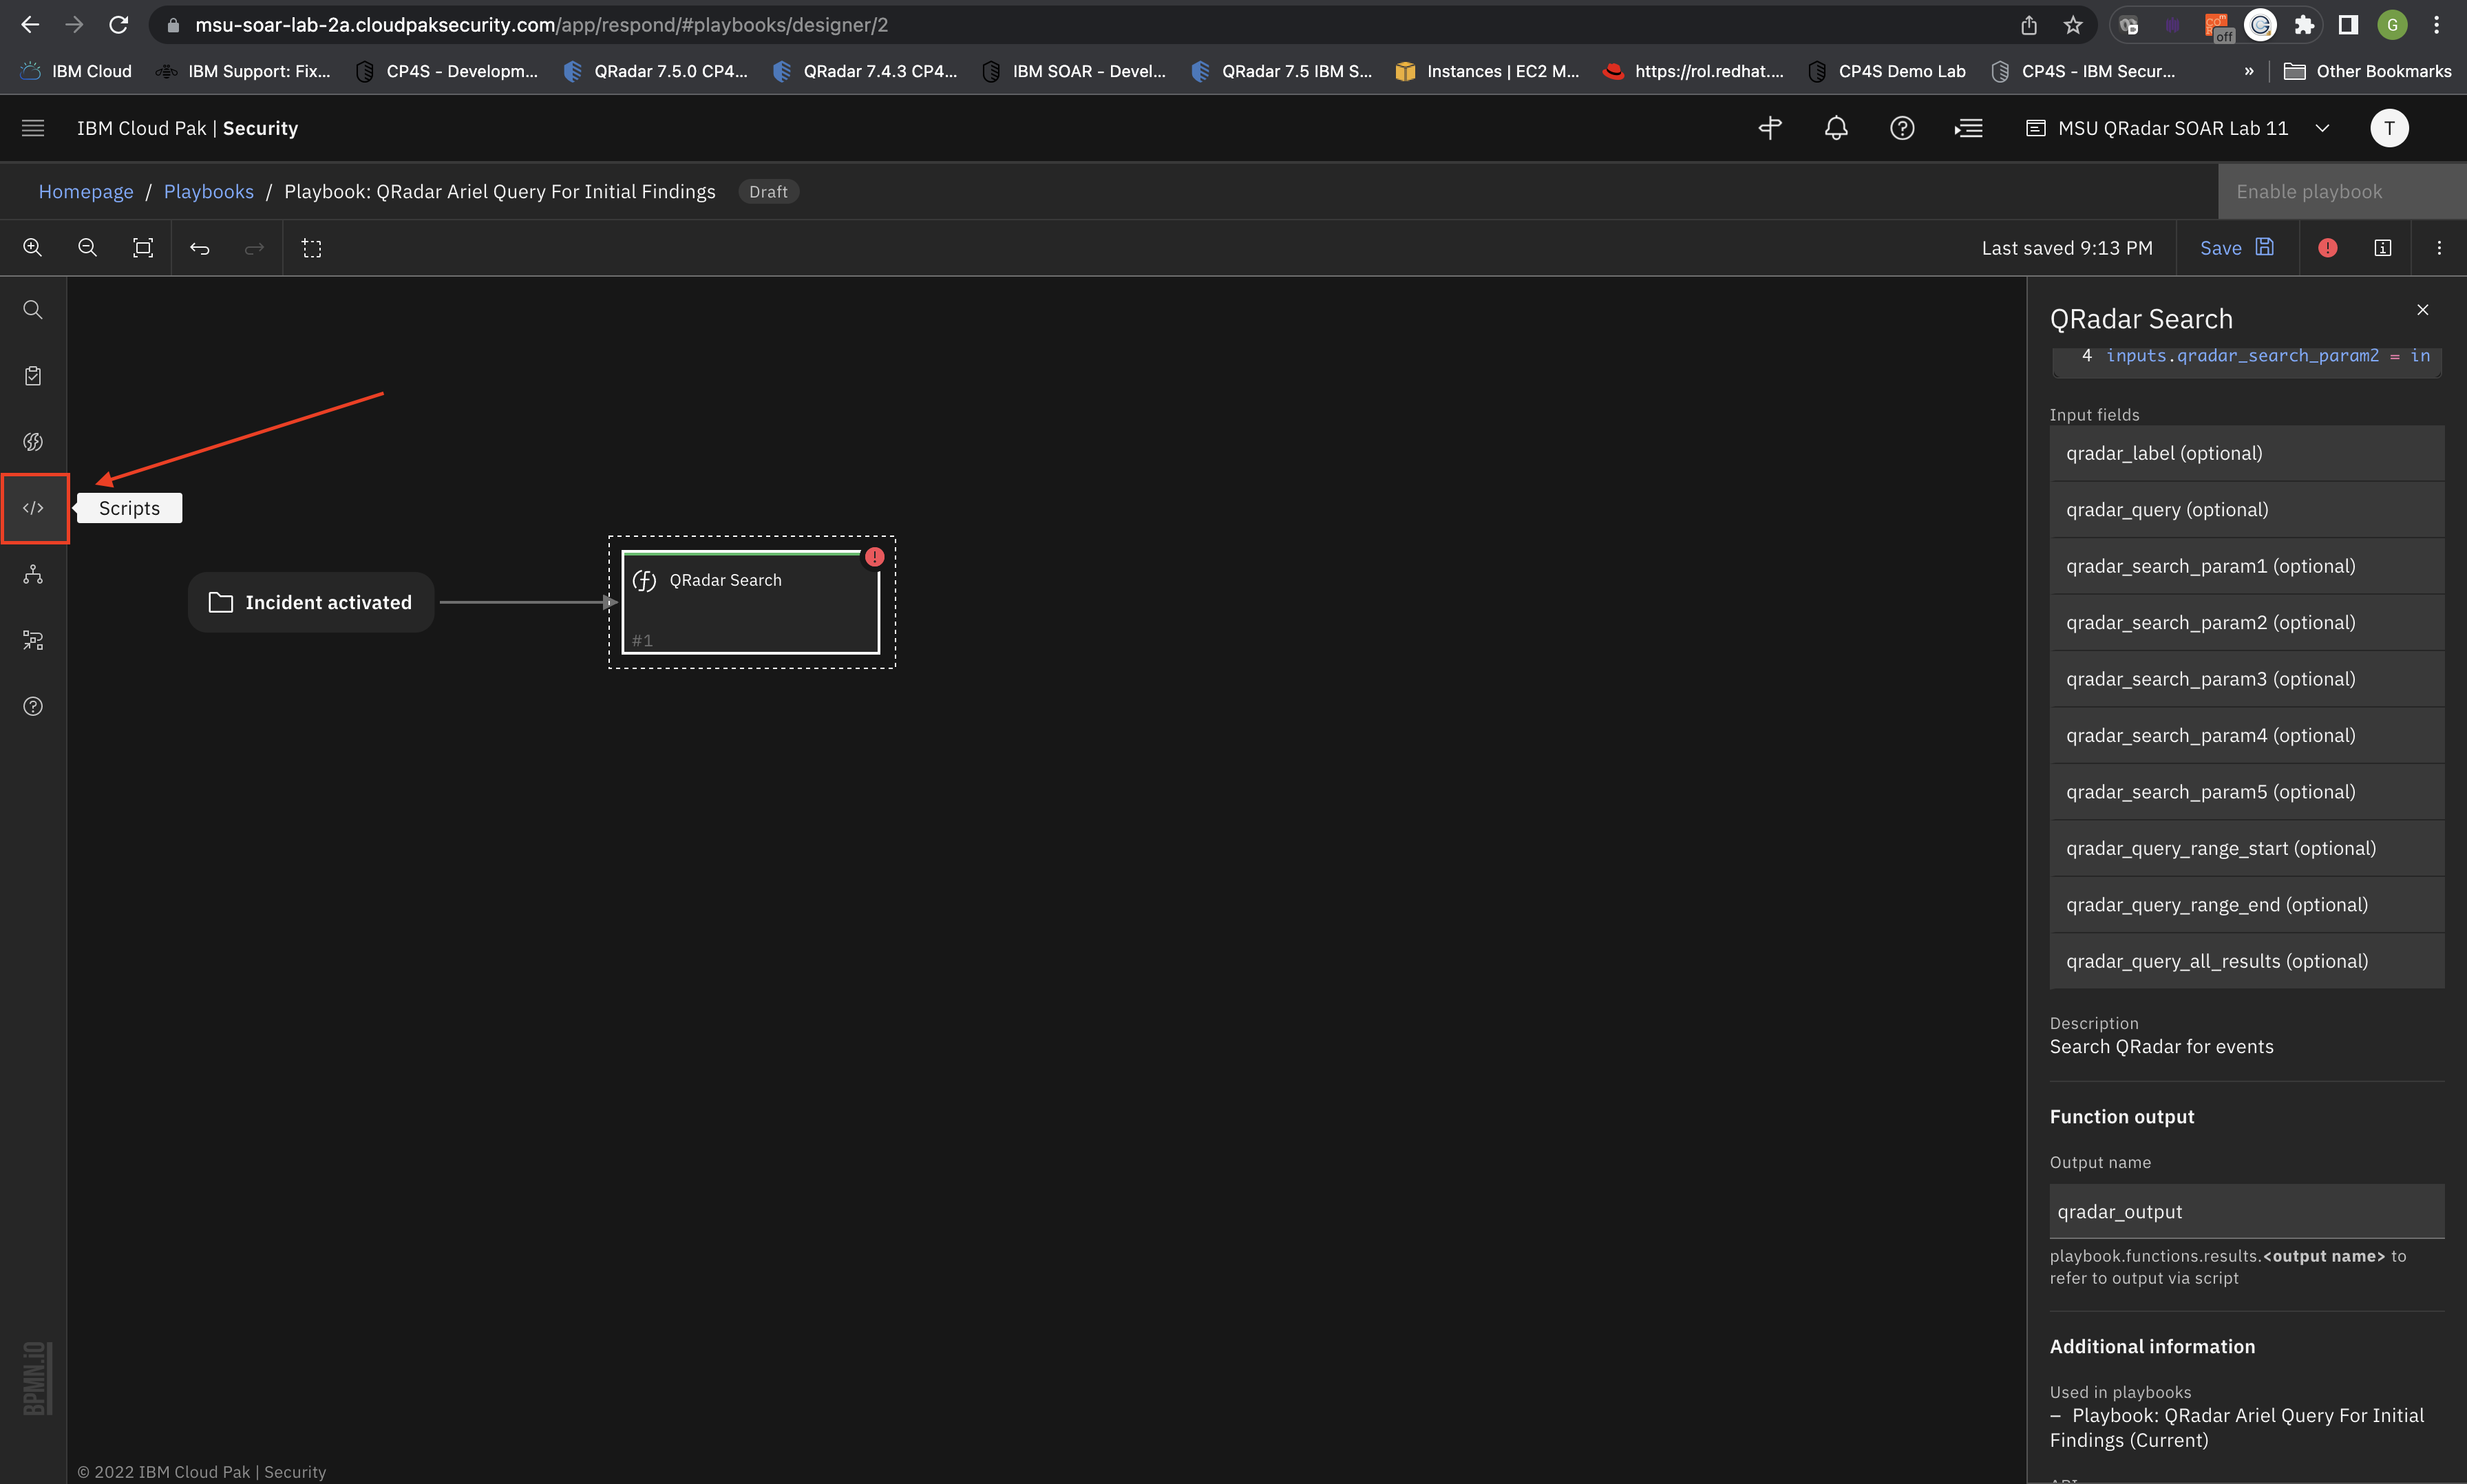 msu-soar-lab-2a.cloudpaksecurity.com/app/respond/#playbooks/designer/2
off
G
IBM Cloud
IBM Support: Fix...
CP4S - Developm...
QRadar 7.5.0 CP4...
QRadar 7.4.3 CP4...
IBM SOAR - Devel...
QRadar 7.5 IBM S...
Instances | EC2 M...
https://rol.redhat....
CP4S Demo Lab
CP4S - IBM Secur...
»
Other Bookmarks
IBM Cloud Pak | Security
MSU QRadar SOAR Lab 11
T
Homepage / Playbooks / Playbook: QRadar Ariel Query For Initial Findings
Draft
Enable playbook
Last saved 9:13 PM
Save
Scripts
Incident activated
QRadar Search
#1
QRadar Search
4 inputs.qradar_search_param2 = in
Input fields
qradar_label (optional)
qradar_query (optional)
qradar_search_param1 (optional)
qradar_search_param2 (optional)
qradar_search_param3 (optional)
qradar_search_param4 (optional)
qradar_search_param5 (optional)
qradar_query_range_start (optional)
qradar_query_range_end (optional)
qradar_query_all_results (optional)
Description
Search QRadar for events
Function output
Output name
qradar_output
playbook.functions.results.<output name> to
refer to output via script
Additional information
Used in playbooks
– Playbook: QRadar Ariel Query For Initial
Findings (Current)
BPMN.iO
© 2022 IBM Cloud Pak | Security